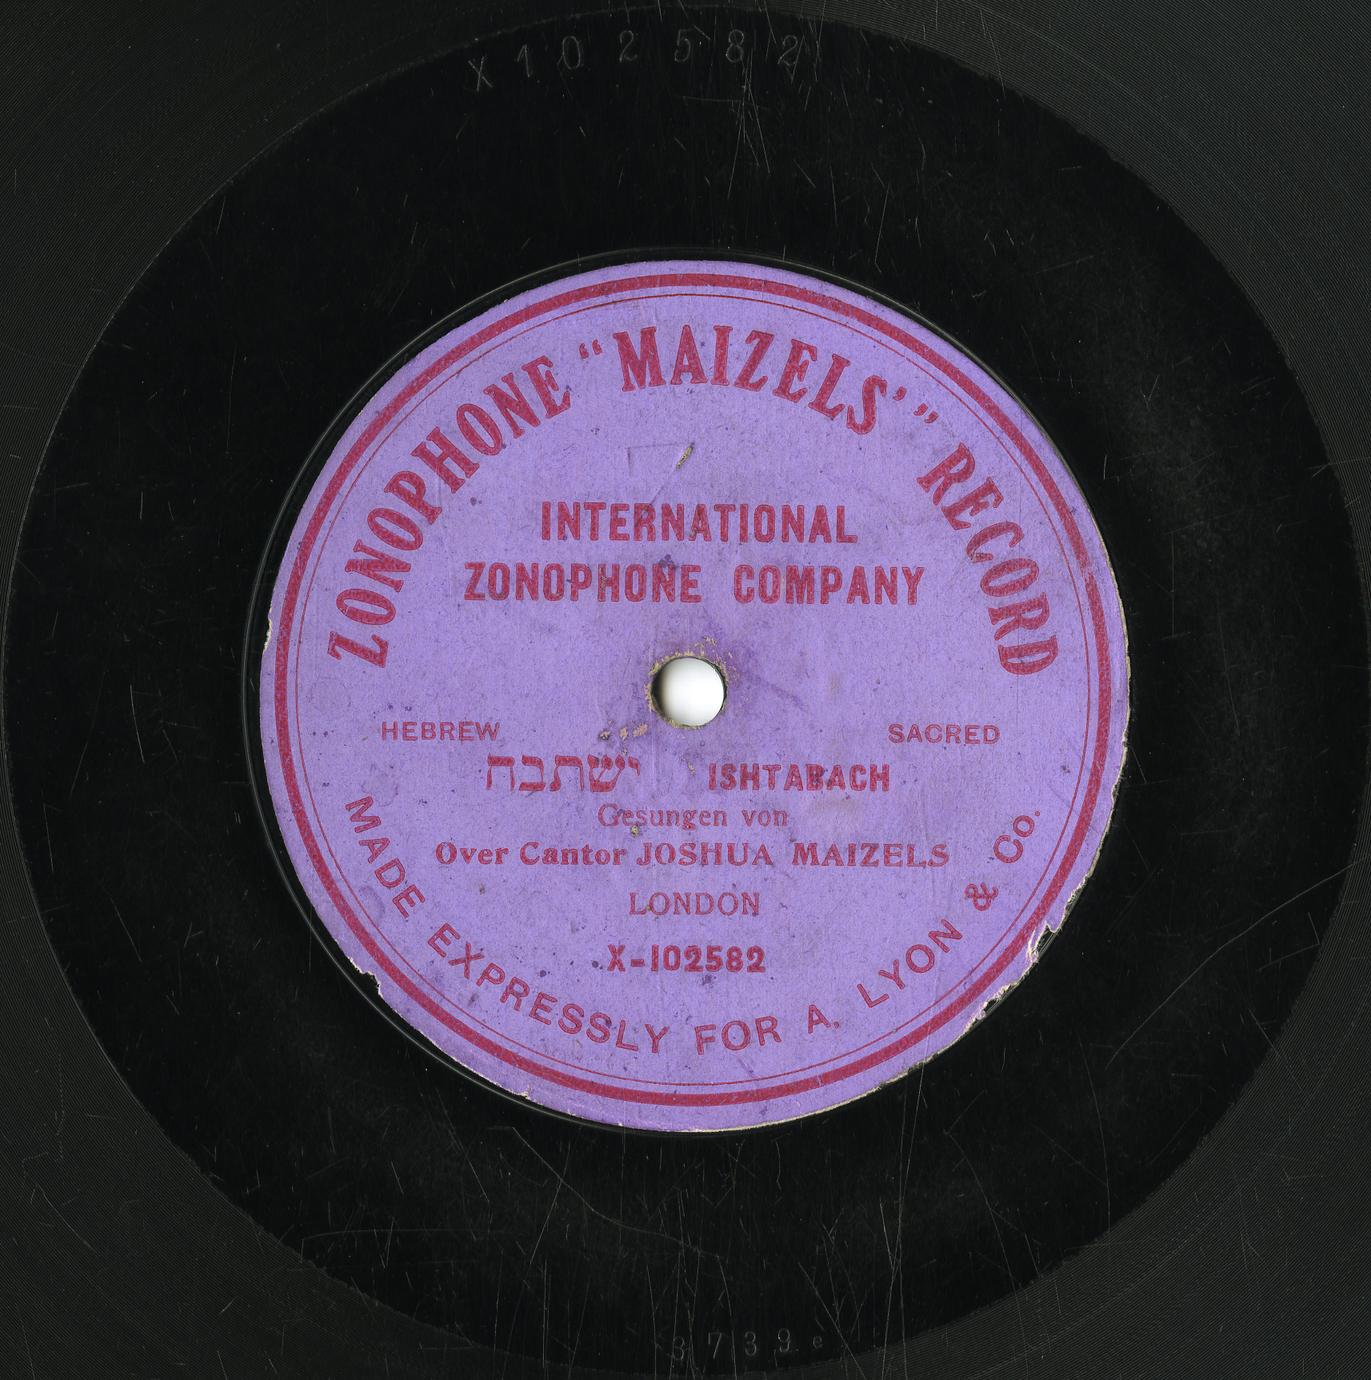 X102582
ZONOPHONE “MAIZELS’” RECORD
INTERNATIONAL
ZONOPHONE COMPANY
HEBREW SACRED
ישתבח ISHTABACH
Gesungen von
Over Cantor JOSHUA MAIZELS
LONDON
X-102582
MADE EXPRESSLY FOR A. LYON & Co.
3739e